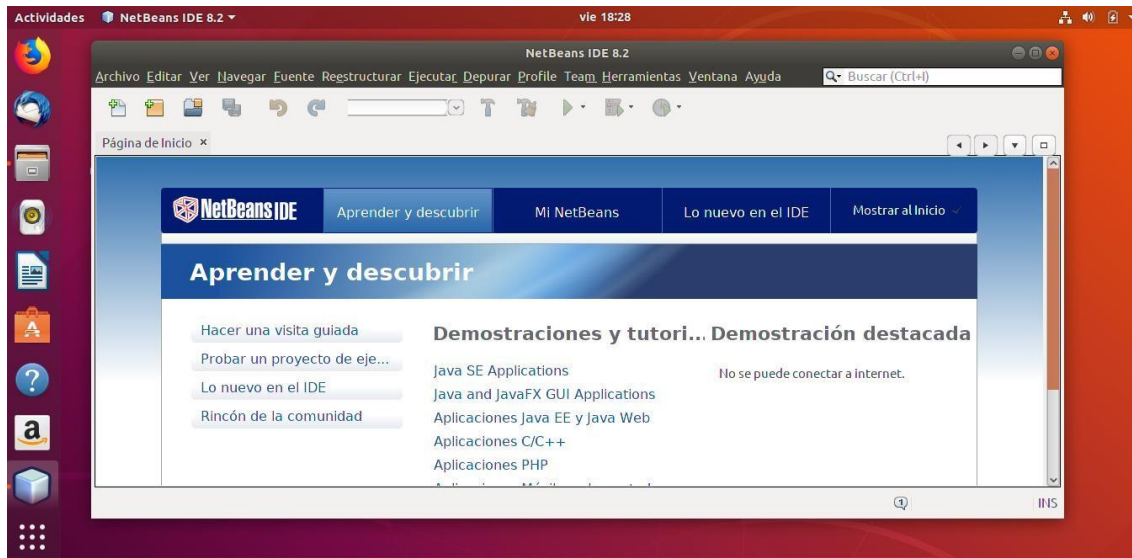 Actividades NetBeans IDE 8.2 vie 18:28
NetBeans IDE 8.2
Archivo Editar Ver Navegar Fuente Reestructurar Ejecutar Depurar Profile Team Herramientas Ventana Ayuda Buscar (Ctrl+I)
Página de Inicio ×
NetBeans IDE Aprender y descubrir Mi NetBeans Lo nuevo en el IDE Mostrar al Inicio
Aprender y descubrir
Hacer una visita guiada
Probar un proyecto de eje...
Lo nuevo en el IDE
Rincón de la comunidad
Demostraciones y tutori...
Java SE Applications
Java and JavaFX GUI Applications
Aplicaciones Java EE y Java Web
Aplicaciones C/C++
Aplicaciones PHP
Demostración destacada
No se puede conectar a internet.
1 INS